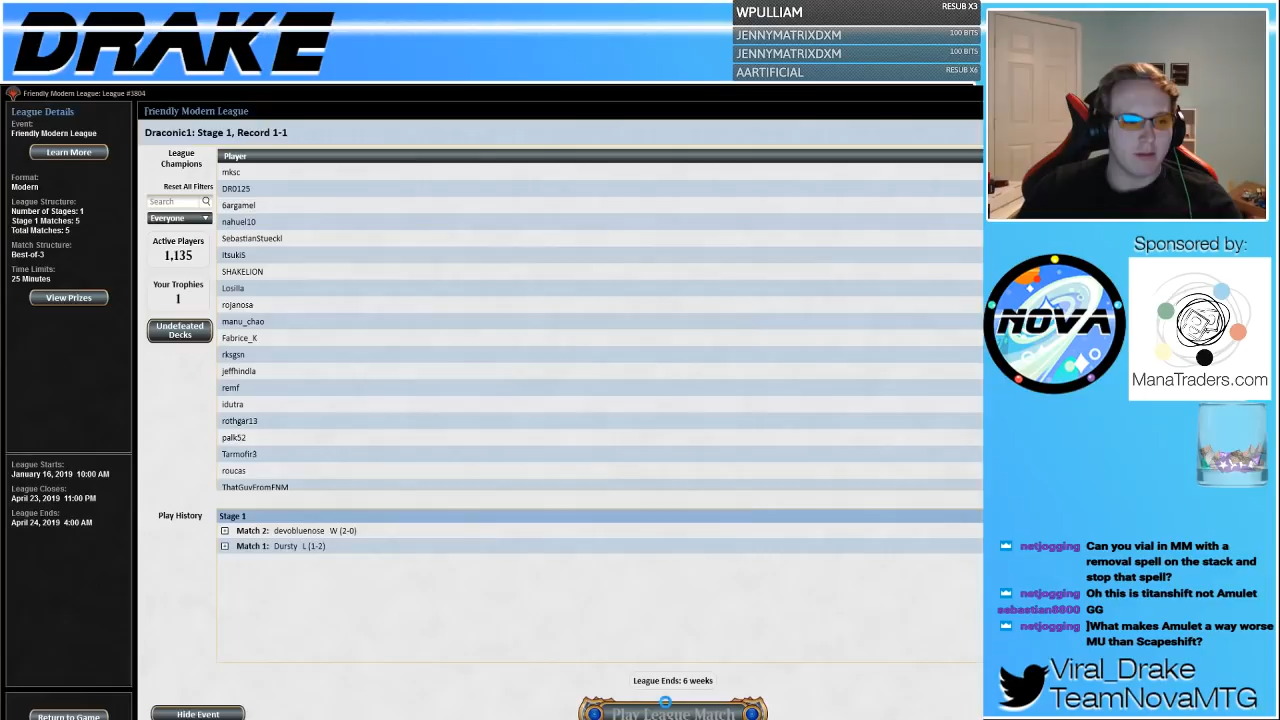 DRAKE
WPULLIAM RESUB X3
JENNYMATRIXDXM 100 BITS
JENNYMATRIXDXM 100 BITS
AARTIFICIAL RESUB X6
Friendly Modern League: League #3804
League Details
Event:
Friendly Modern League
Learn More
Format:
Modern
League Structure:
Number of Stages: 1
Stage 1 Matches: 5
Total Matches: 5
Match Structure:
Best-of-3
Time Limits:
25 Minutes
View Prizes
League Starts:
January 16, 2019 10:00 AM
League Closes:
April 23, 2019 11:00 PM
League Ends:
April 24, 2019 4:00 AM
Return to Game
Friendly Modern League
Draconic1: Stage 1, Record 1-1
League
Champions
Reset All Filters
Search
Everyone
Active Players
1,135
Your Trophies
1
Undefeated
Decks
Player
mksc
DR0125
6argamel
nahuel10
SebastianStueckl
Itsuki5
SHAKELION
Losilla
rojanosa
manu_chao
Fabrice_K
rksgsn
jeffhindla
remf
idutra
rothgar13
palk52
Tarmofir3
roucas
ThatGuyFromFNM
Play History
Stage 1
Match 2: devobluenose W (2-0)
Match 1: Dursty L (1-2)
League Ends: 6 weeks
Hide Event
Play League Match
Sponsored by:
NOVA
ManaTraders.com
netjogging Can you vial in MM with a
removal spell on the stack and
stop that spell?
netjogging Oh this is titanshift not Amulet
sebastian8800 GG
netjogging ]What makes Amulet a way worse
MU than Scapeshift?
Viral_Drake
TeamNovaMTG